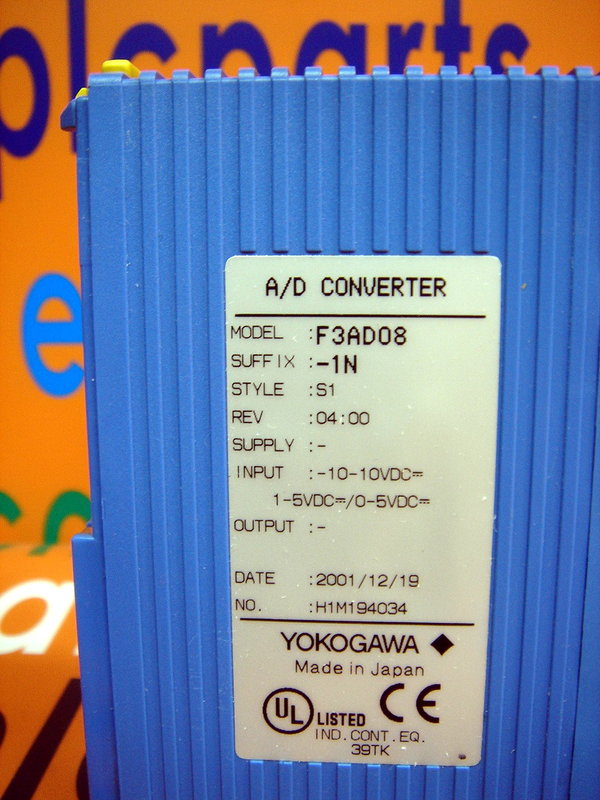 plcparts
A/D CONVERTER
MODEL :F3AD08
SUFFIX :-1N
STYLE :S1
REV :04:00
SUPPLY :-
INPUT :-10-10VDC⎓
1-5VDC⎓/0-5VDC⎓
OUTPUT :-
DATE :2001/12/19
NO. :H1M194034
YOKOGAWA ◆
Made in Japan
UL LISTED CE
IND.CONT.EQ.
39TK